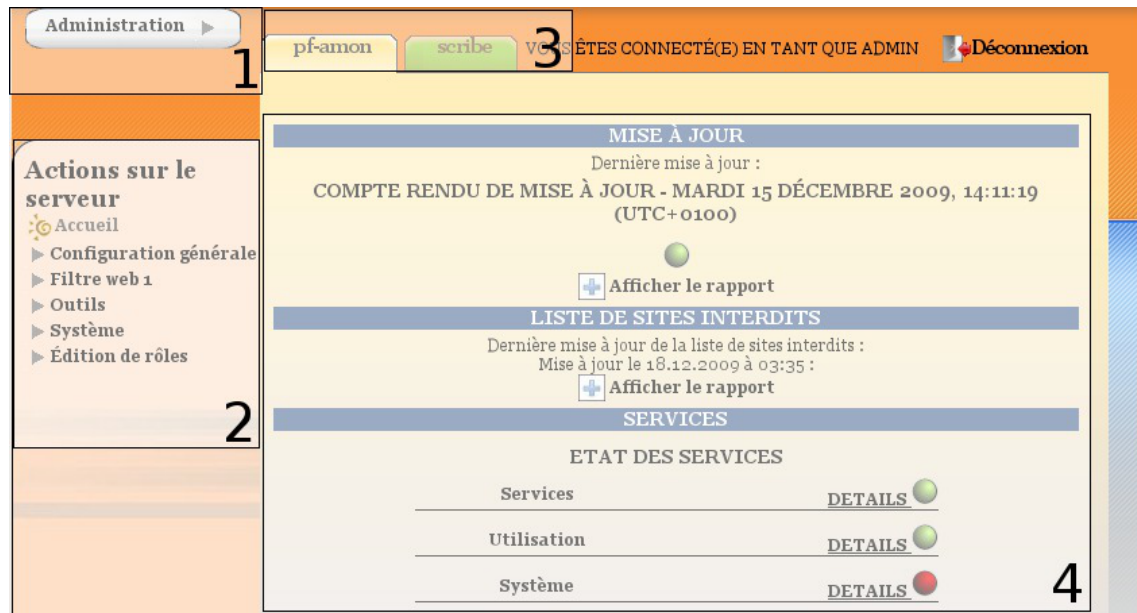 Administration
1
pf-amon scribe VOUS ÊTES CONNECTÉ(E) EN TANT QUE ADMIN Déconnexion
3
Actions sur le
serveur
Accueil
Configuration générale
Filtre web 1
Outils
Système
Édition de rôles
2
MISE À JOUR
Dernière mise à jour :
COMPTE RENDU DE MISE À JOUR - MARDI 15 DÉCEMBRE 2009, 14:11:19
(UTC+0100)
Afficher le rapport
LISTE DE SITES INTERDITS
Dernière mise à jour de la liste de sites interdits :
Mise à jour le 18.12.2009 à 03:35 :
Afficher le rapport
SERVICES
ETAT DES SERVICES
Services DETAILS
Utilisation DETAILS
Système DETAILS
4